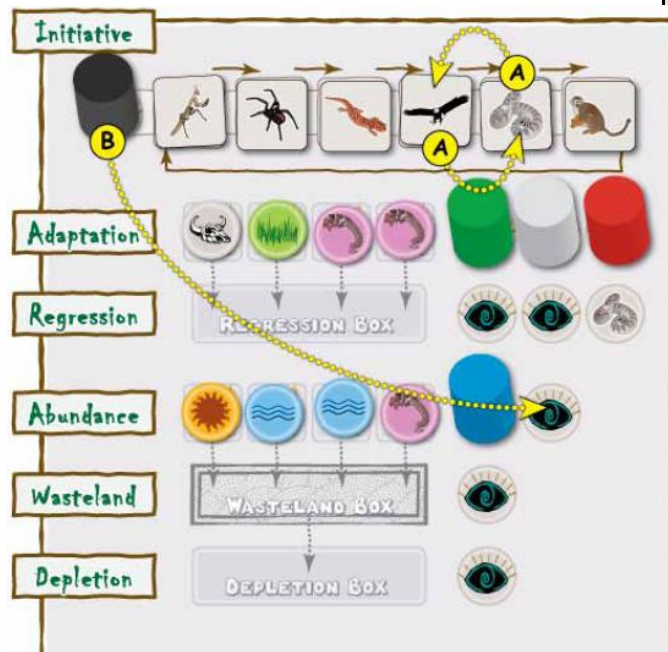 Initiative
A
B
A
Adaptation
Regression
REGRESSION BOX
Abundance
Wasteland
WASTELAND BOX
Depletion
DEPLETION BOX